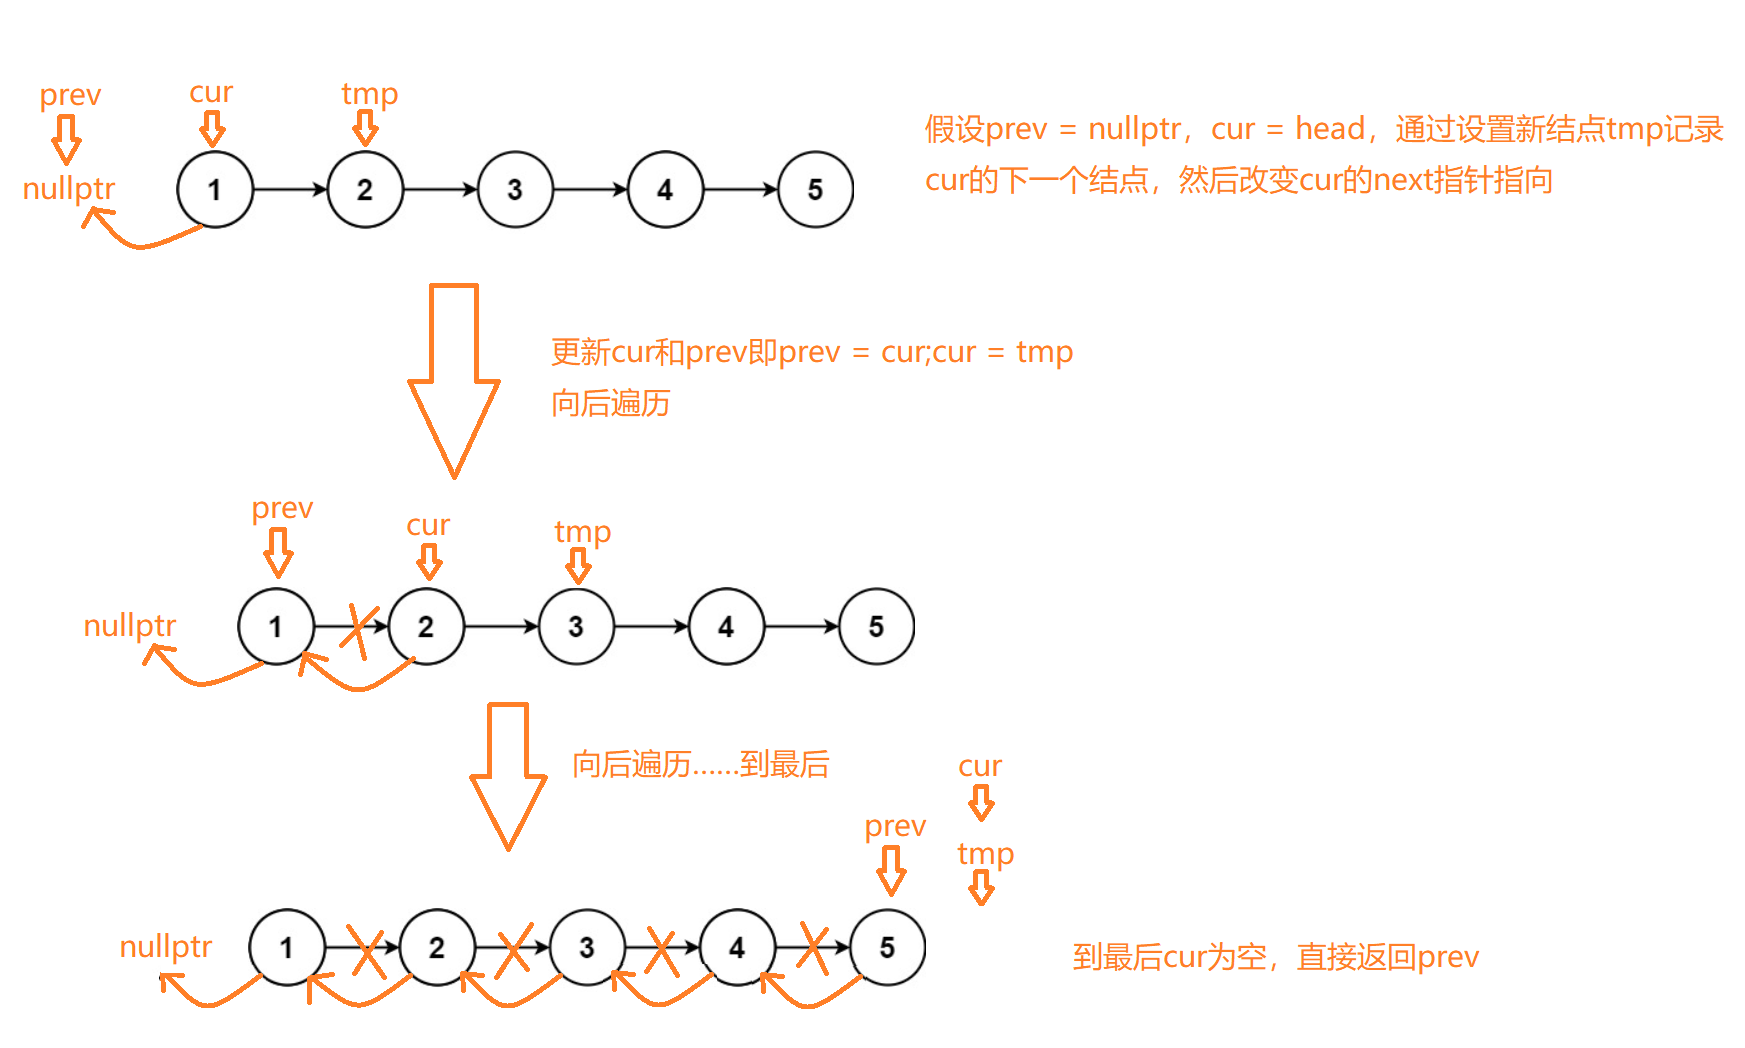 prev
cur
tmp
nullptr
1
2
3
4
5
假设prev = nullptr，cur = head，通过设置新结点tmp记录
cur的下一个结点，然后改变cur的next指针指向
更新cur和prev即prev = cur;cur = tmp
向后遍历
prev
cur
tmp
nullptr
1
2
3
4
5
向后遍历......到最后
cur
prev
tmp
nullptr
1
2
3
4
5
到最后cur为空，直接返回prev